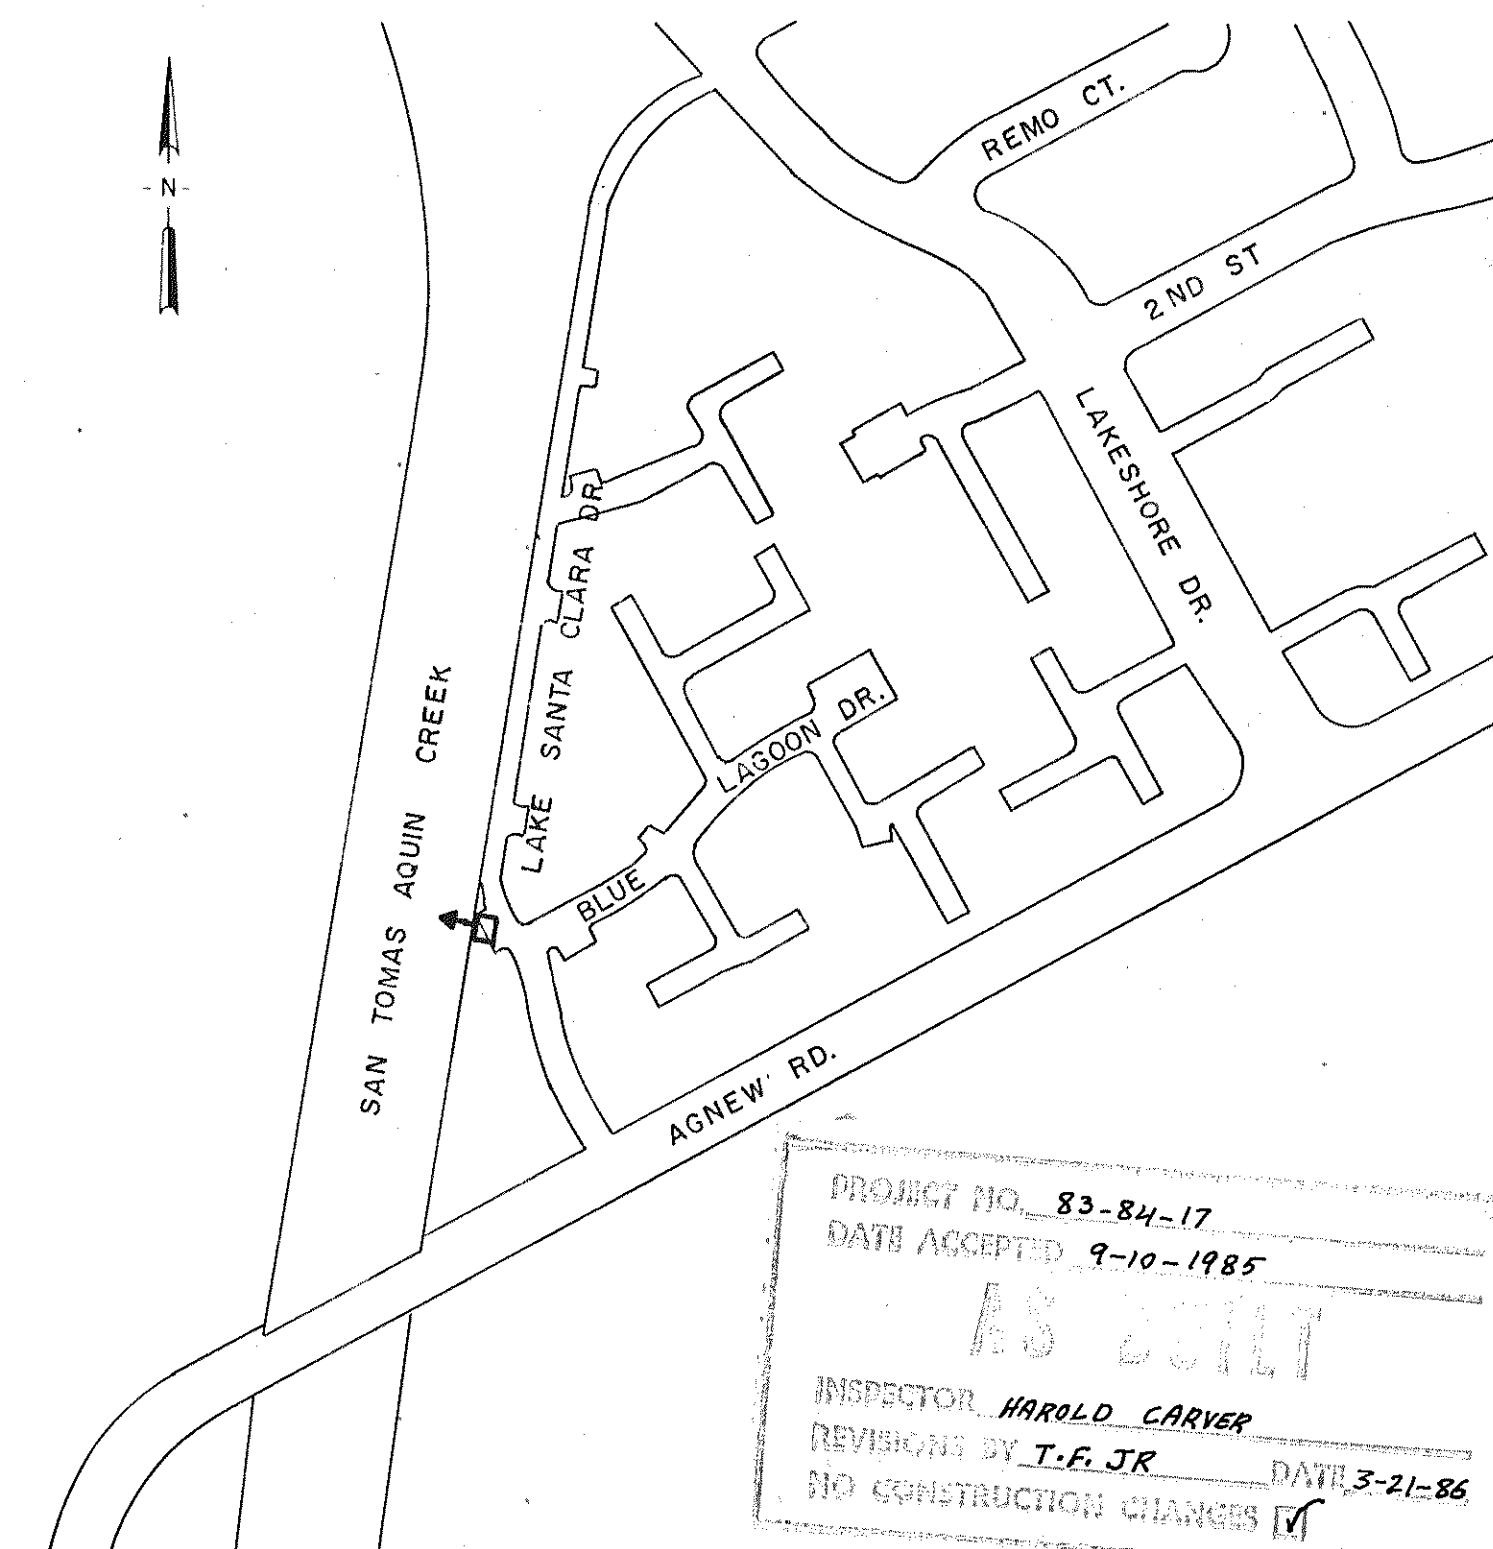 N
REMO CT.
2ND ST
LAKESHORE DR.
LAKE SANTA CLARA DR
SAN TOMAS AQUIN CREEK
BLUE LAGOON DR.
AGNEW RD.
PROJECT NO. 83-84-17
DATE ACCEPTED 9-10-1985
AS BUILT
INSPECTOR HAROLD CARVER
REVISIONS BY T.F. JR DATE 3-21-86
NO CONSTRUCTION CHANGES ✓